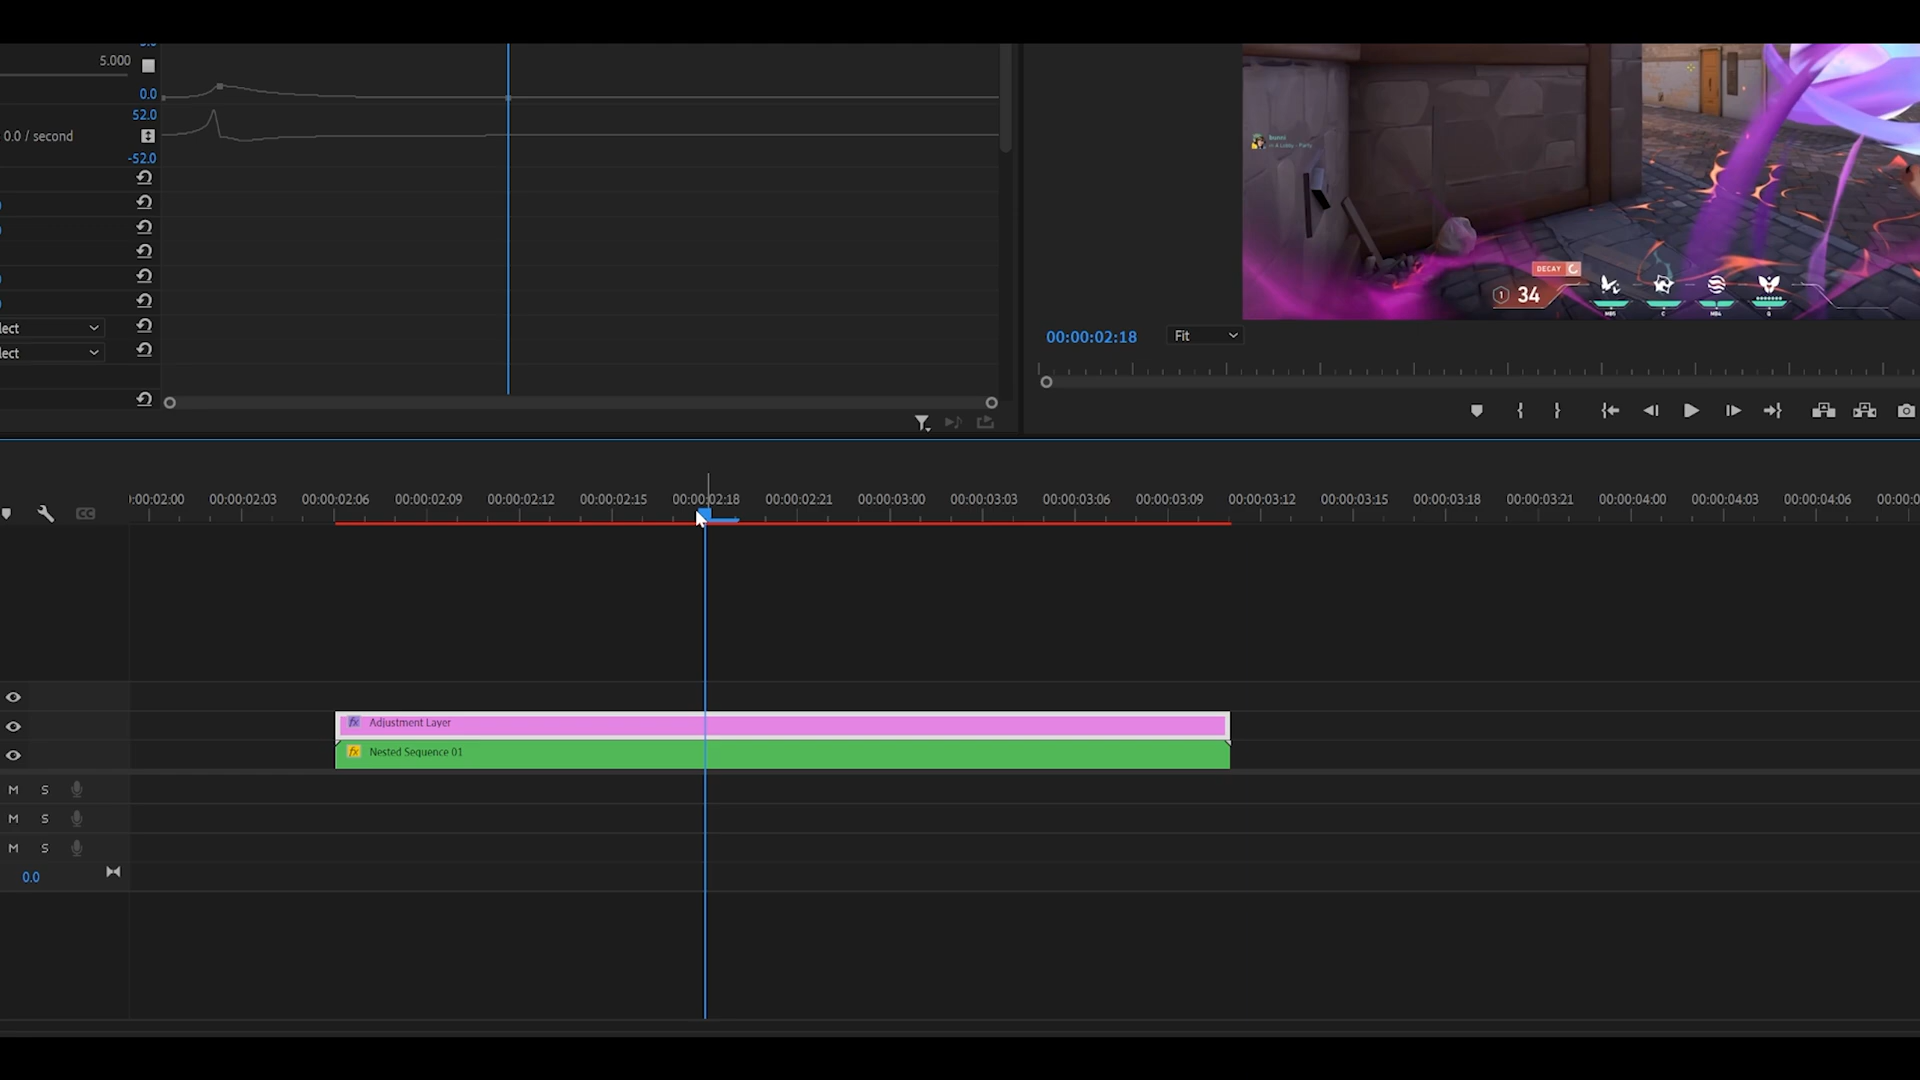 5.000
0.0
52.0
0.0 / second
-52.0
lect
lect
00:00:02:18
Fit
DECAY
1 34
C
CC
00:00:02:03
00:00:02:06
00:00:02:09
00:00:02:12
00:00:02:15
00:00:02:18
00:00:02:21
00:00:03:00
00:00:03:03
00:00:03:06
00:00:03:09
00:00:03:12
00:00:03:15
00:00:03:18
00:00:03:21
00:00:04:00
00:00:04:03
00:00:04:06
fx Adjustment Layer
fx Nested Sequence 01
M S
M S
M S
0.0